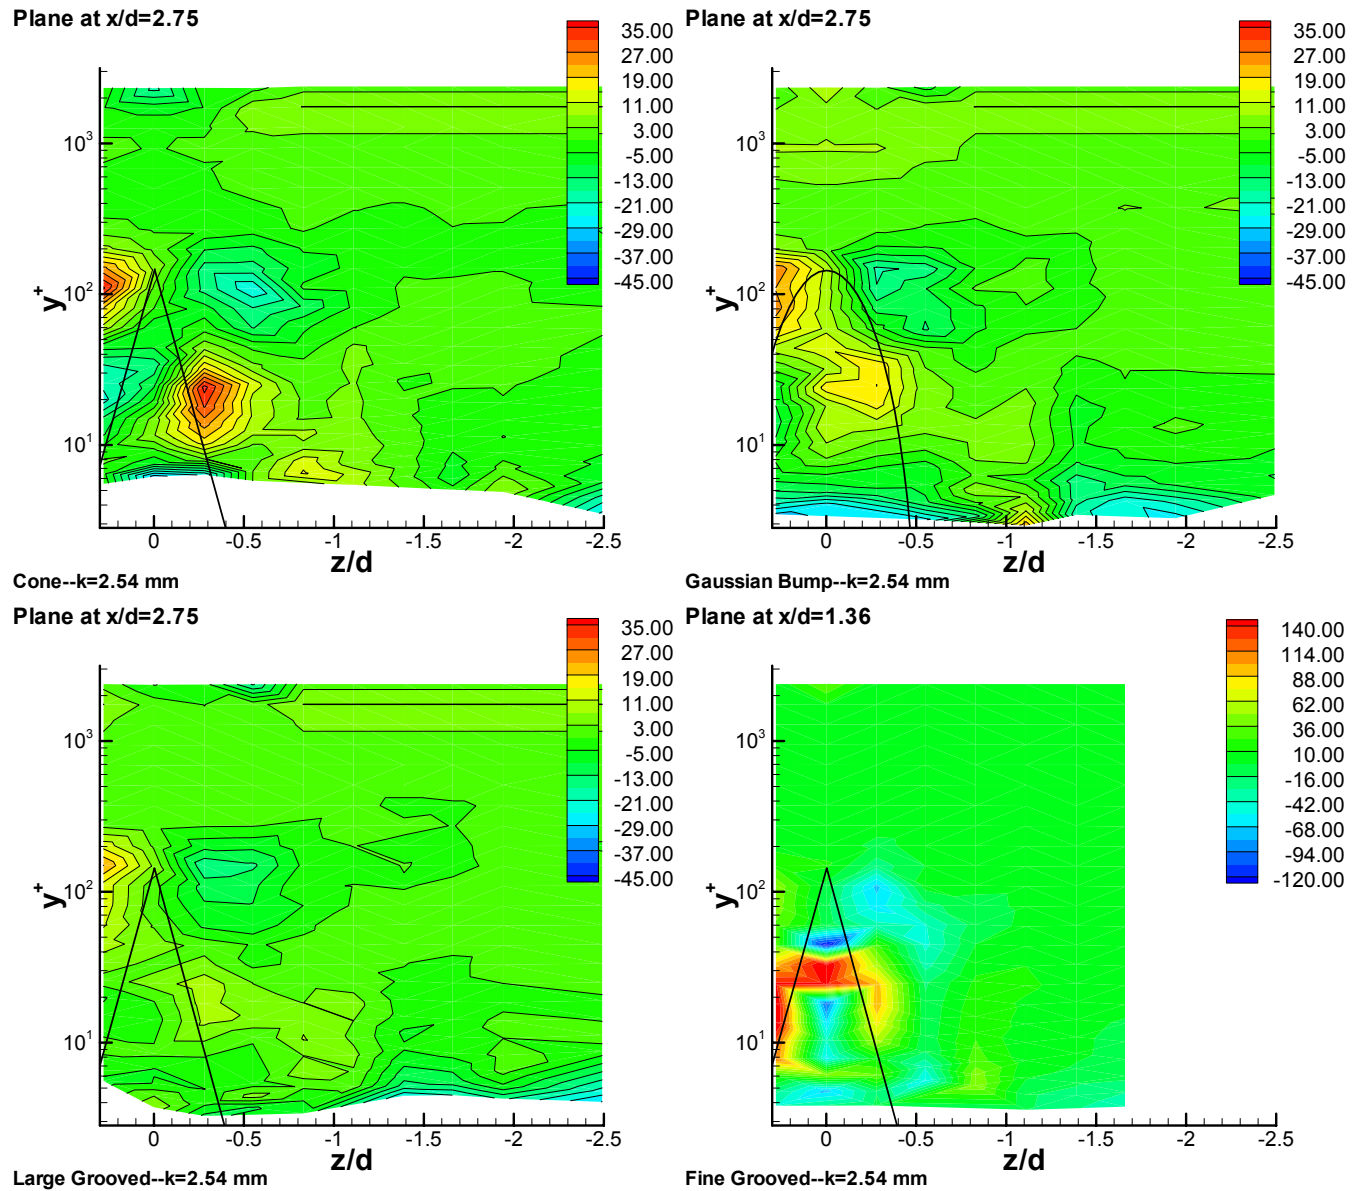 Plane at x/d=2.75
35.00
27.00
19.00
11.00
3.00
-5.00
-13.00
-21.00
-29.00
-37.00
-45.00
10³
10²
10¹
y⁺
0 -0.5 -1 -1.5 -2 -2.5
z/d
Cone--k=2.54 mm
Plane at x/d=2.75
35.00
27.00
19.00
11.00
3.00
-5.00
-13.00
-21.00
-29.00
-37.00
-45.00
10³
10²
10¹
y⁺
0 -0.5 -1 -1.5 -2 -2.5
z/d
Gaussian Bump--k=2.54 mm
Plane at x/d=2.75
35.00
27.00
19.00
11.00
3.00
-5.00
-13.00
-21.00
-29.00
-37.00
-45.00
10³
10²
10¹
y⁺
0 -0.5 -1 -1.5 -2 -2.5
z/d
Large Grooved--k=2.54 mm
Plane at x/d=1.36
140.00
114.00
88.00
62.00
36.00
10.00
-16.00
-42.00
-68.00
-94.00
-120.00
10³
10²
10¹
y⁺
0 -0.5 -1 -1.5 -2 -2.5
z/d
Fine Grooved--k=2.54 mm